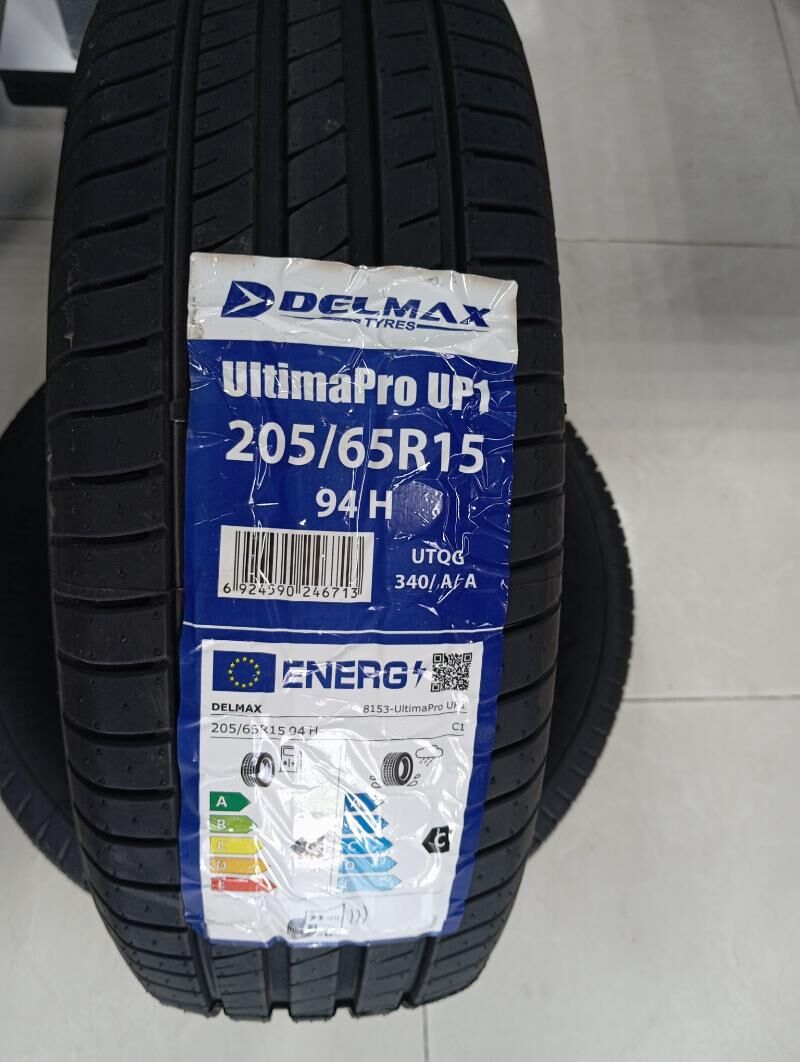 DELMAX
TYRES
UltimaPro UP1
205/65R15
94 H
UTQG
340/ A/ A
6 924590 246713
ENERG
DELMAX
8153-UltimaPro UP1
205/65R15 94 H
C1
A
B
C
D
E
A
C
D
C